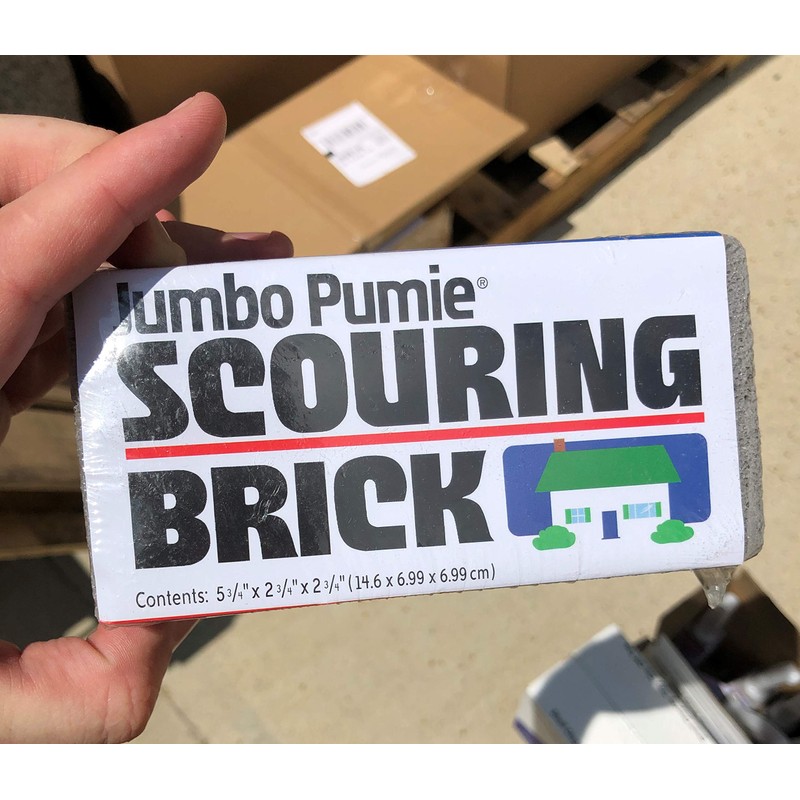 Jumbo Pumie®
SCOURING
BRICK
Contents: 5 3/4" x 2 3/4" x 2 3/4" (14.6 x 6.99 x 6.99 cm)